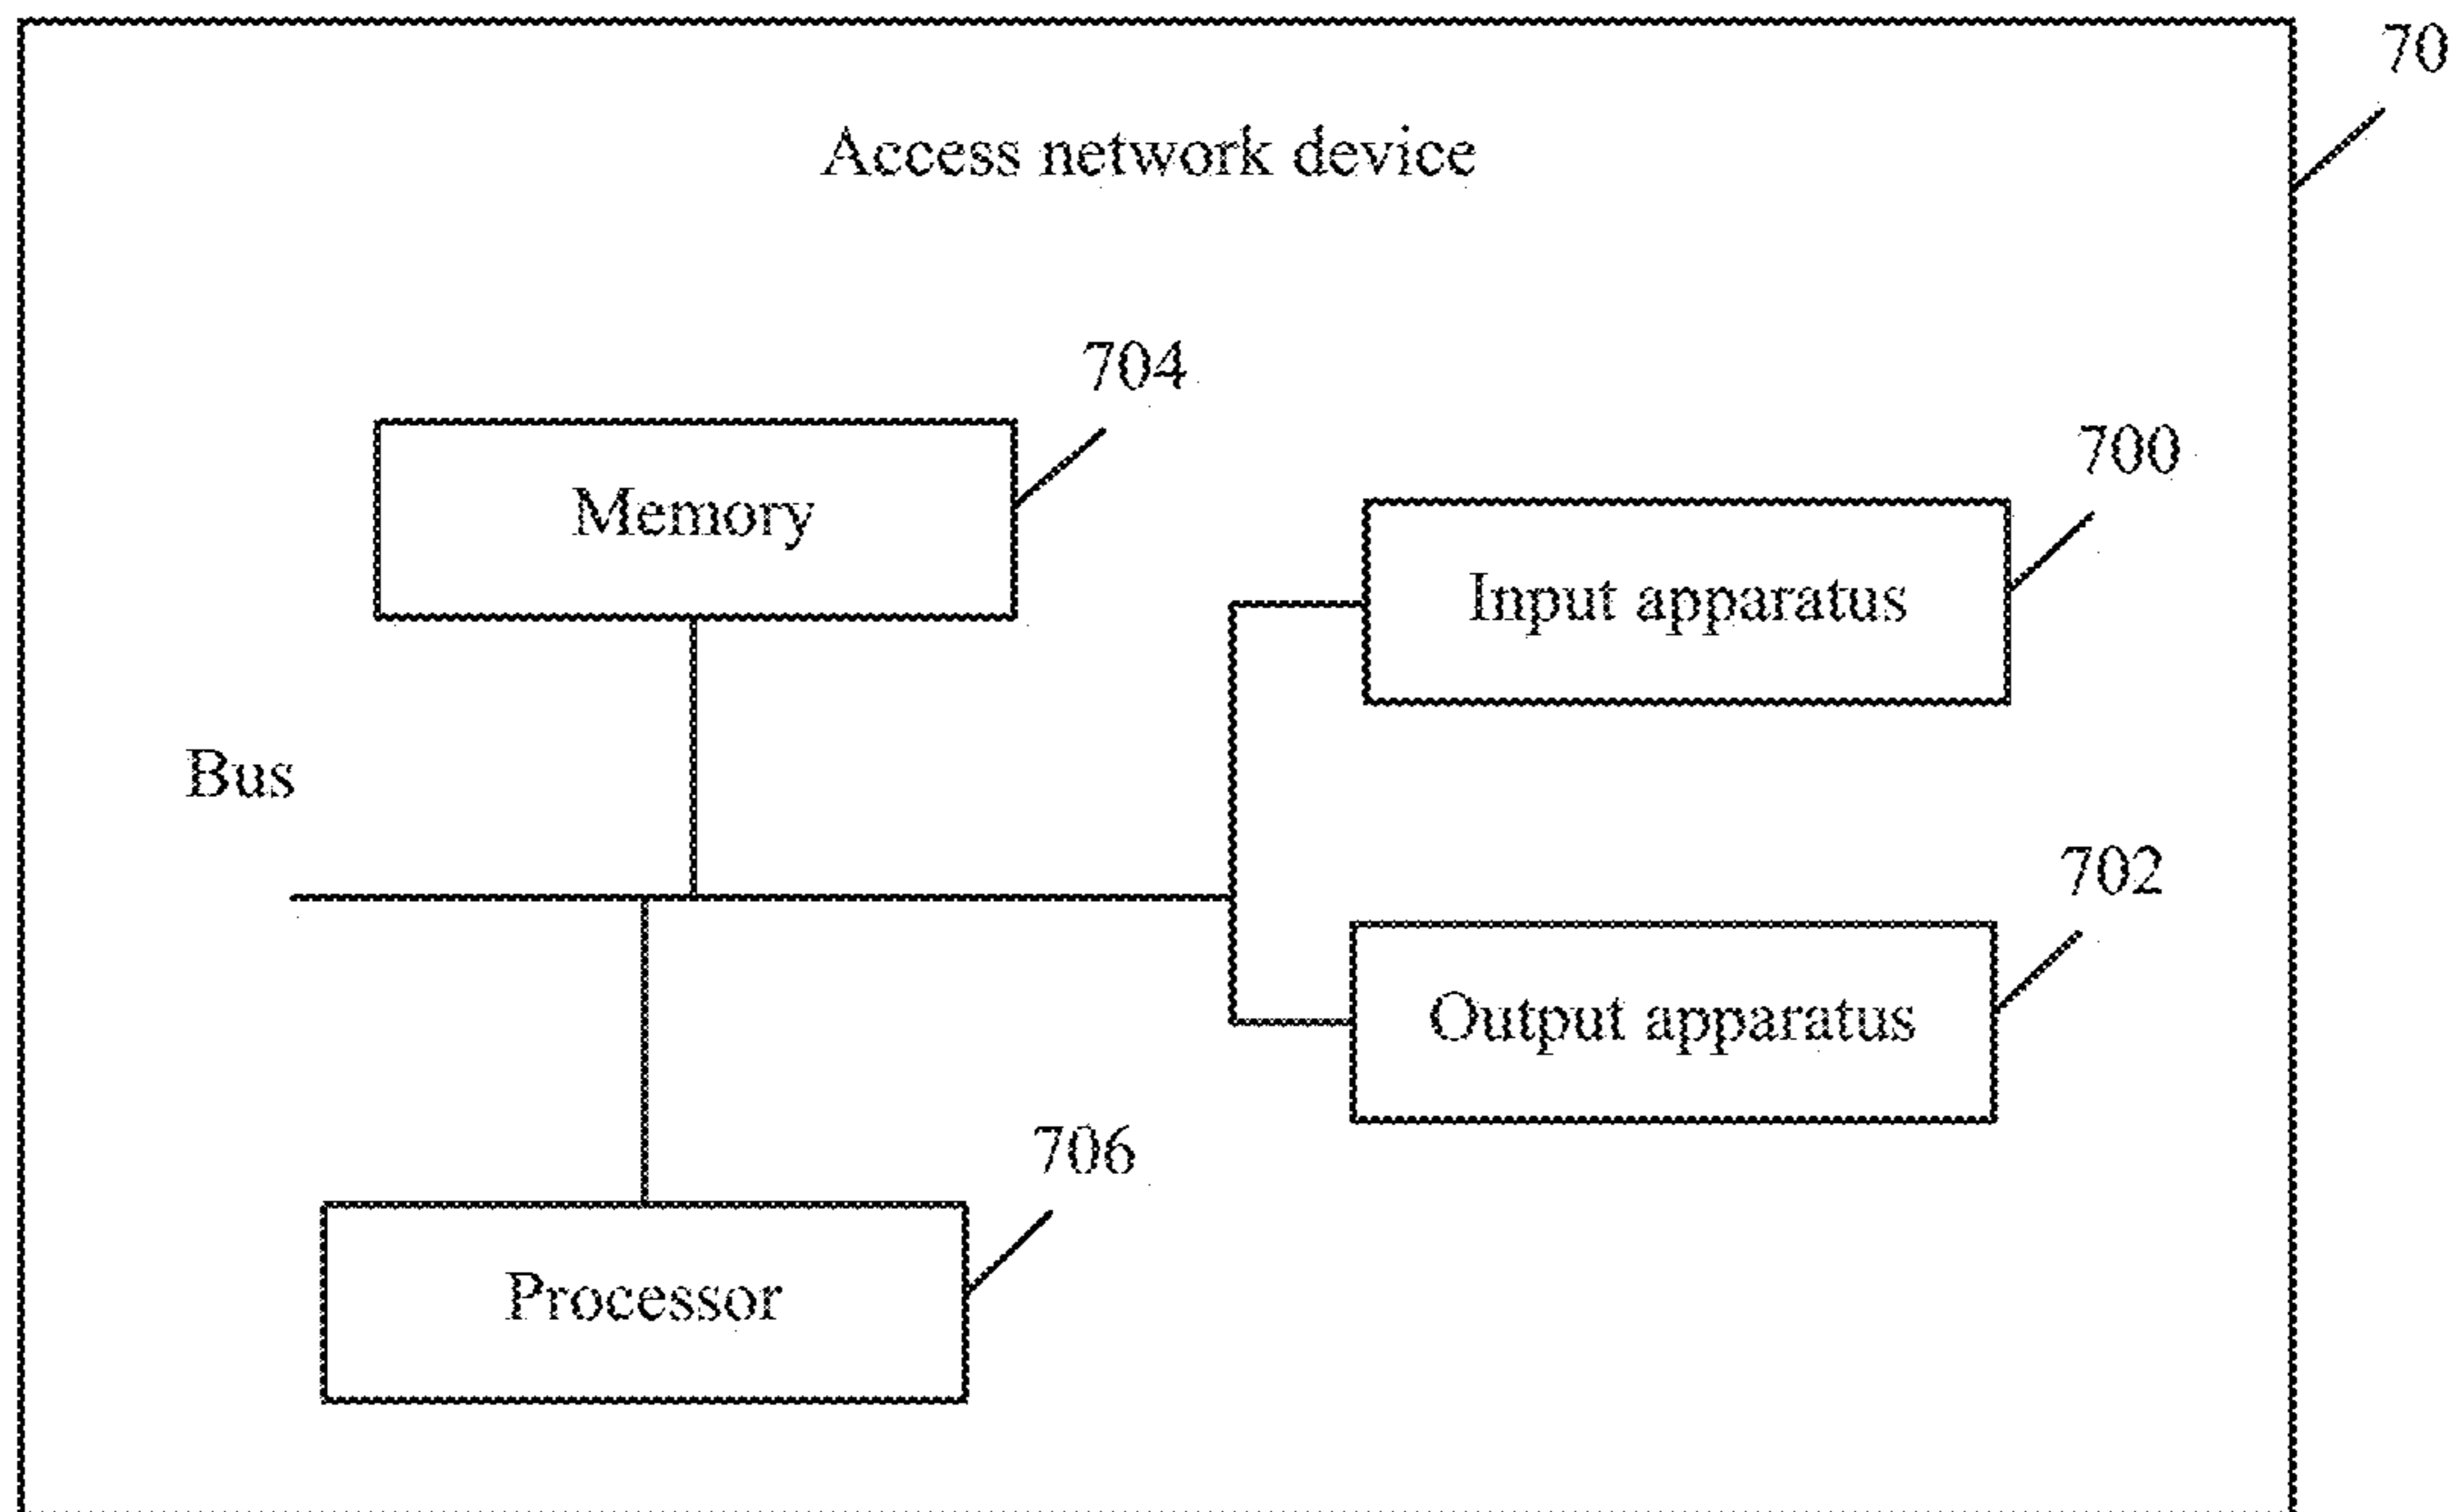 70
Access network device
704
Memory
700
Input apparatus
Bus
702
Output apparatus
706
Processor